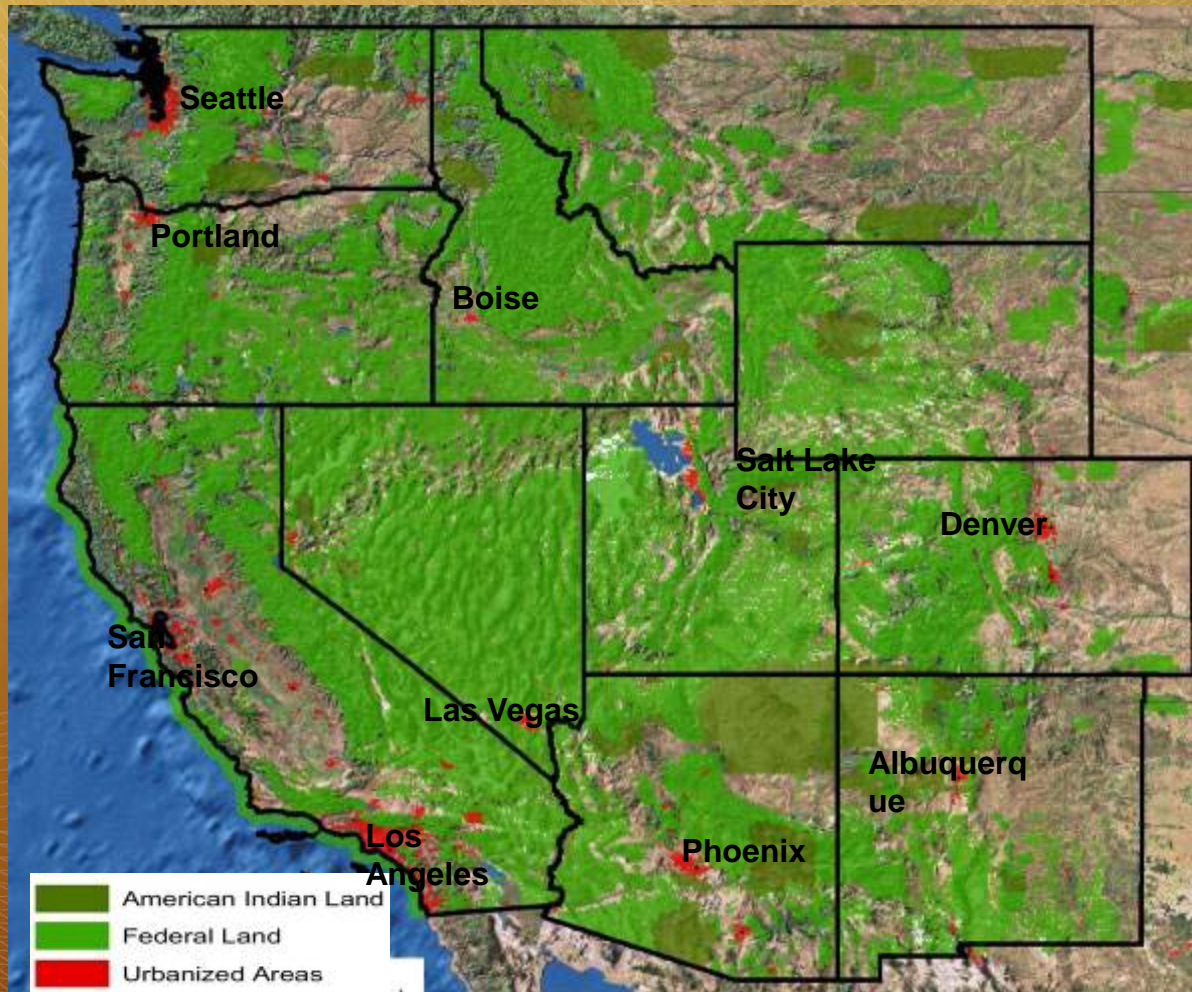 Seattle
Portland
Boise
Salt Lake
City
Denver
San
Francisco
Las Vegas
Albuquerq
ue
Phoenix
Los
Angeles
American Indian Land
Federal Land
Urbanized Areas